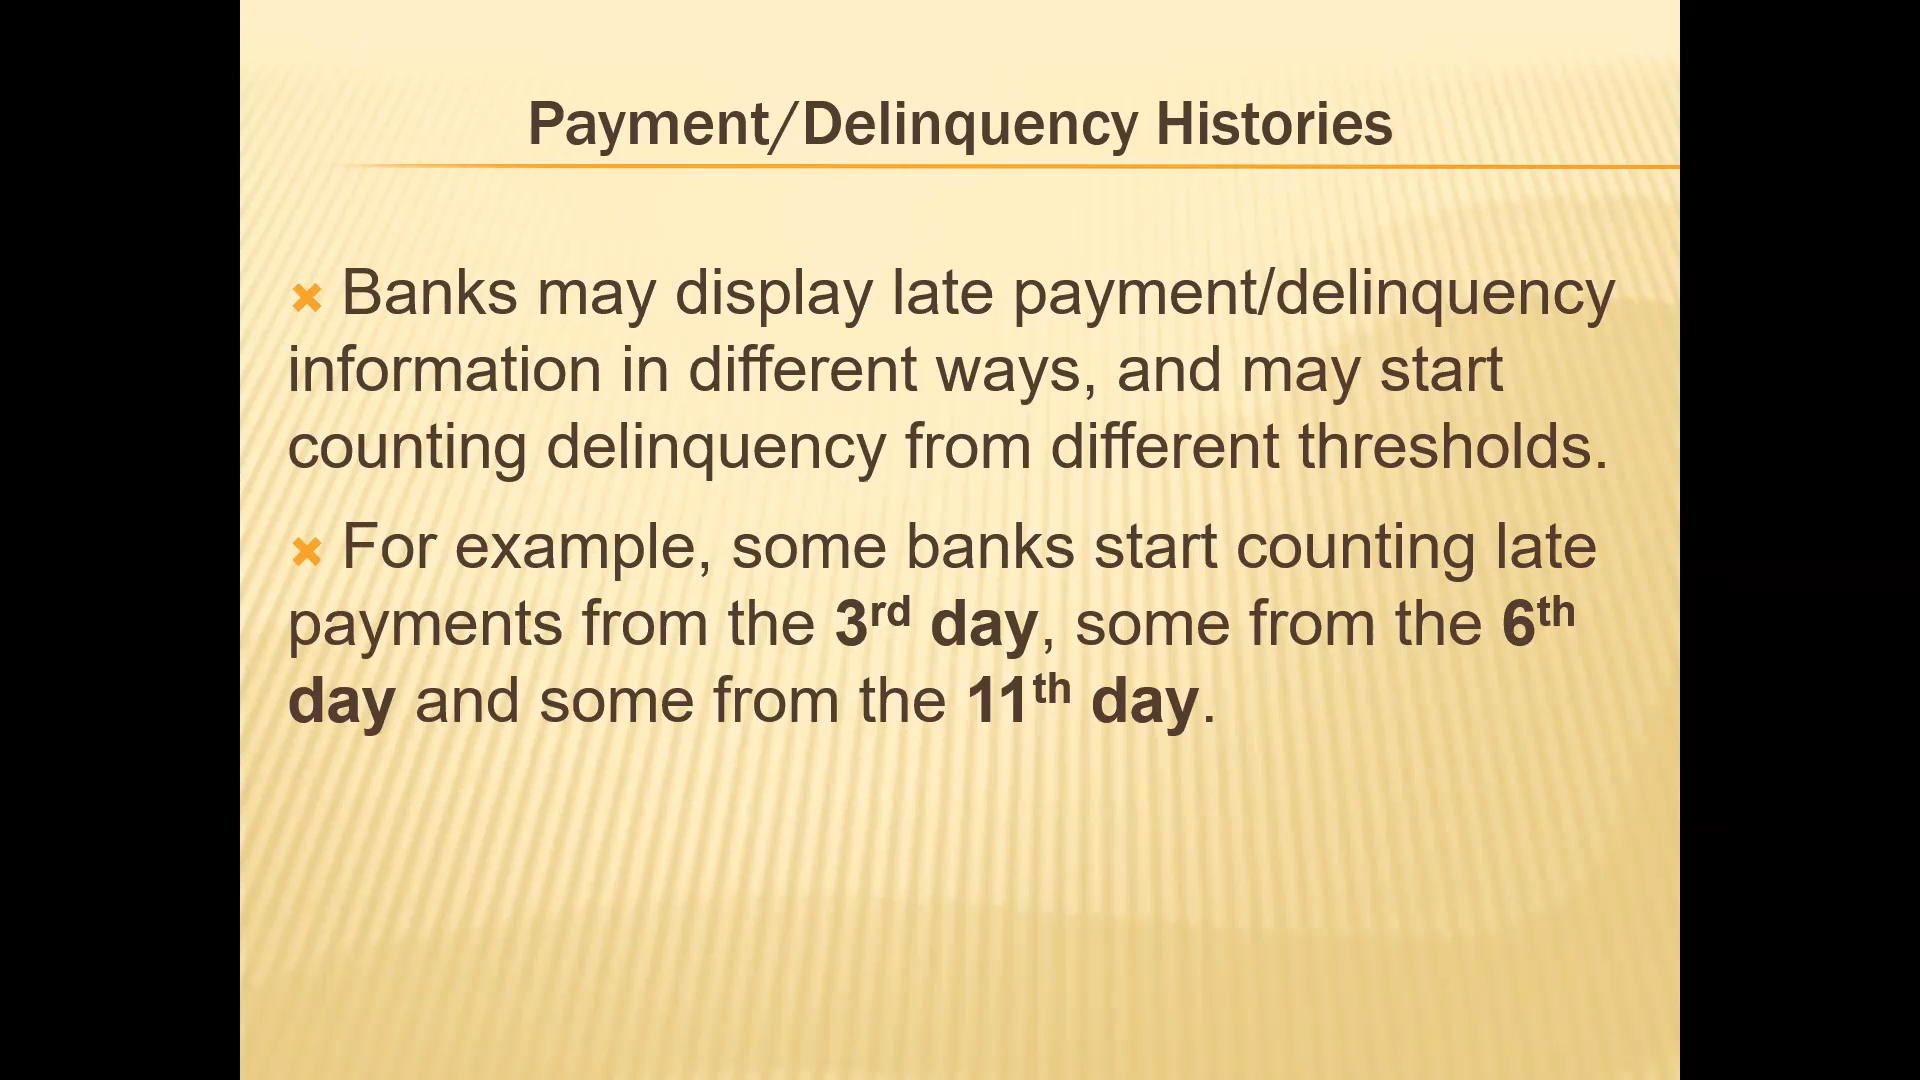 Payment/Delinquency Histories
Banks may display late payment/delinquency
information in different ways, and may start
counting delinquency from different thresholds.
For example, some banks start counting late
payments from the 3rd day, some from the 6th
day and some from the 11th day.